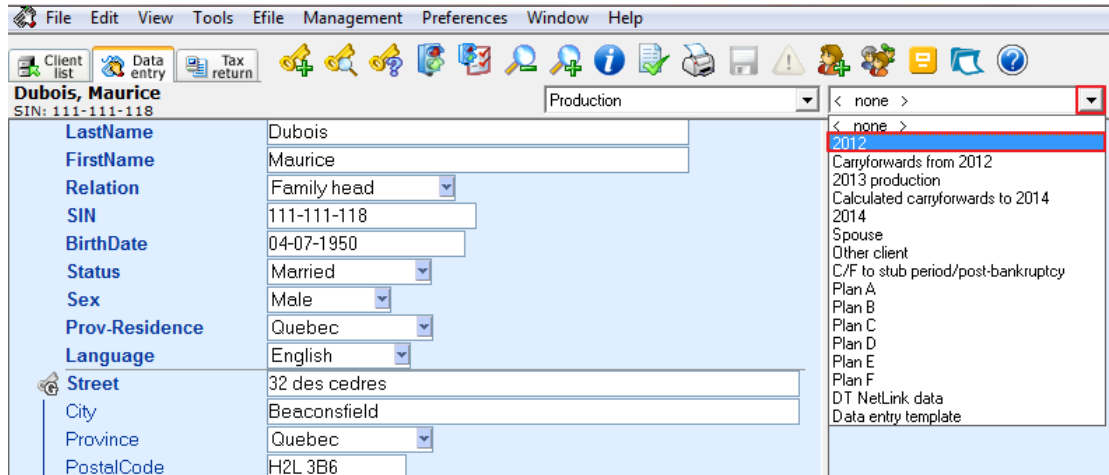 File Edit View Tools Efile Management Preferences Window Help
Client list Data entry Tax return
Dubois, Maurice
SIN: 111-111-118
Production
< none >
LastName Dubois
FirstName Maurice
Relation Family head
SIN 111-111-118
BirthDate 04-07-1950
Status Married
Sex Male
Prov-Residence Quebec
Language English
Street 32 des cedres
City Beaconsfield
Province Quebec
PostalCode H2L 3B6
< none >
2012
Carryforwards from 2012
2013 production
Calculated carryforwards to 2014
2014
Spouse
Other client
C/F to stub period/post-bankruptcy
Plan A
Plan B
Plan C
Plan D
Plan E
Plan F
DT NetLink data
Data entry template